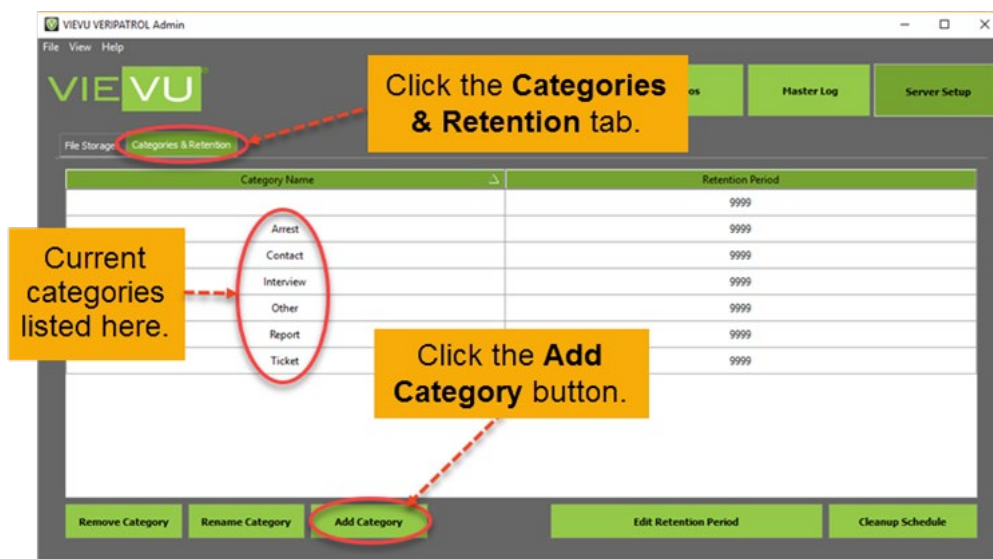 VIEVU VERIPATROL Admin
File View Help
VIEVU
Click the Categories
& Retention tab.
Master Log
Server Setup
File Storage
Categories & Retention
Category Name
Retention Period
9999
Arrest
9999
Contact
9999
Interview
9999
Other
9999
Report
9999
Ticket
9999
Current
categories
listed here.
Click the Add
Category button.
Remove Category
Rename Category
Add Category
Edit Retention Period
Cleanup Schedule